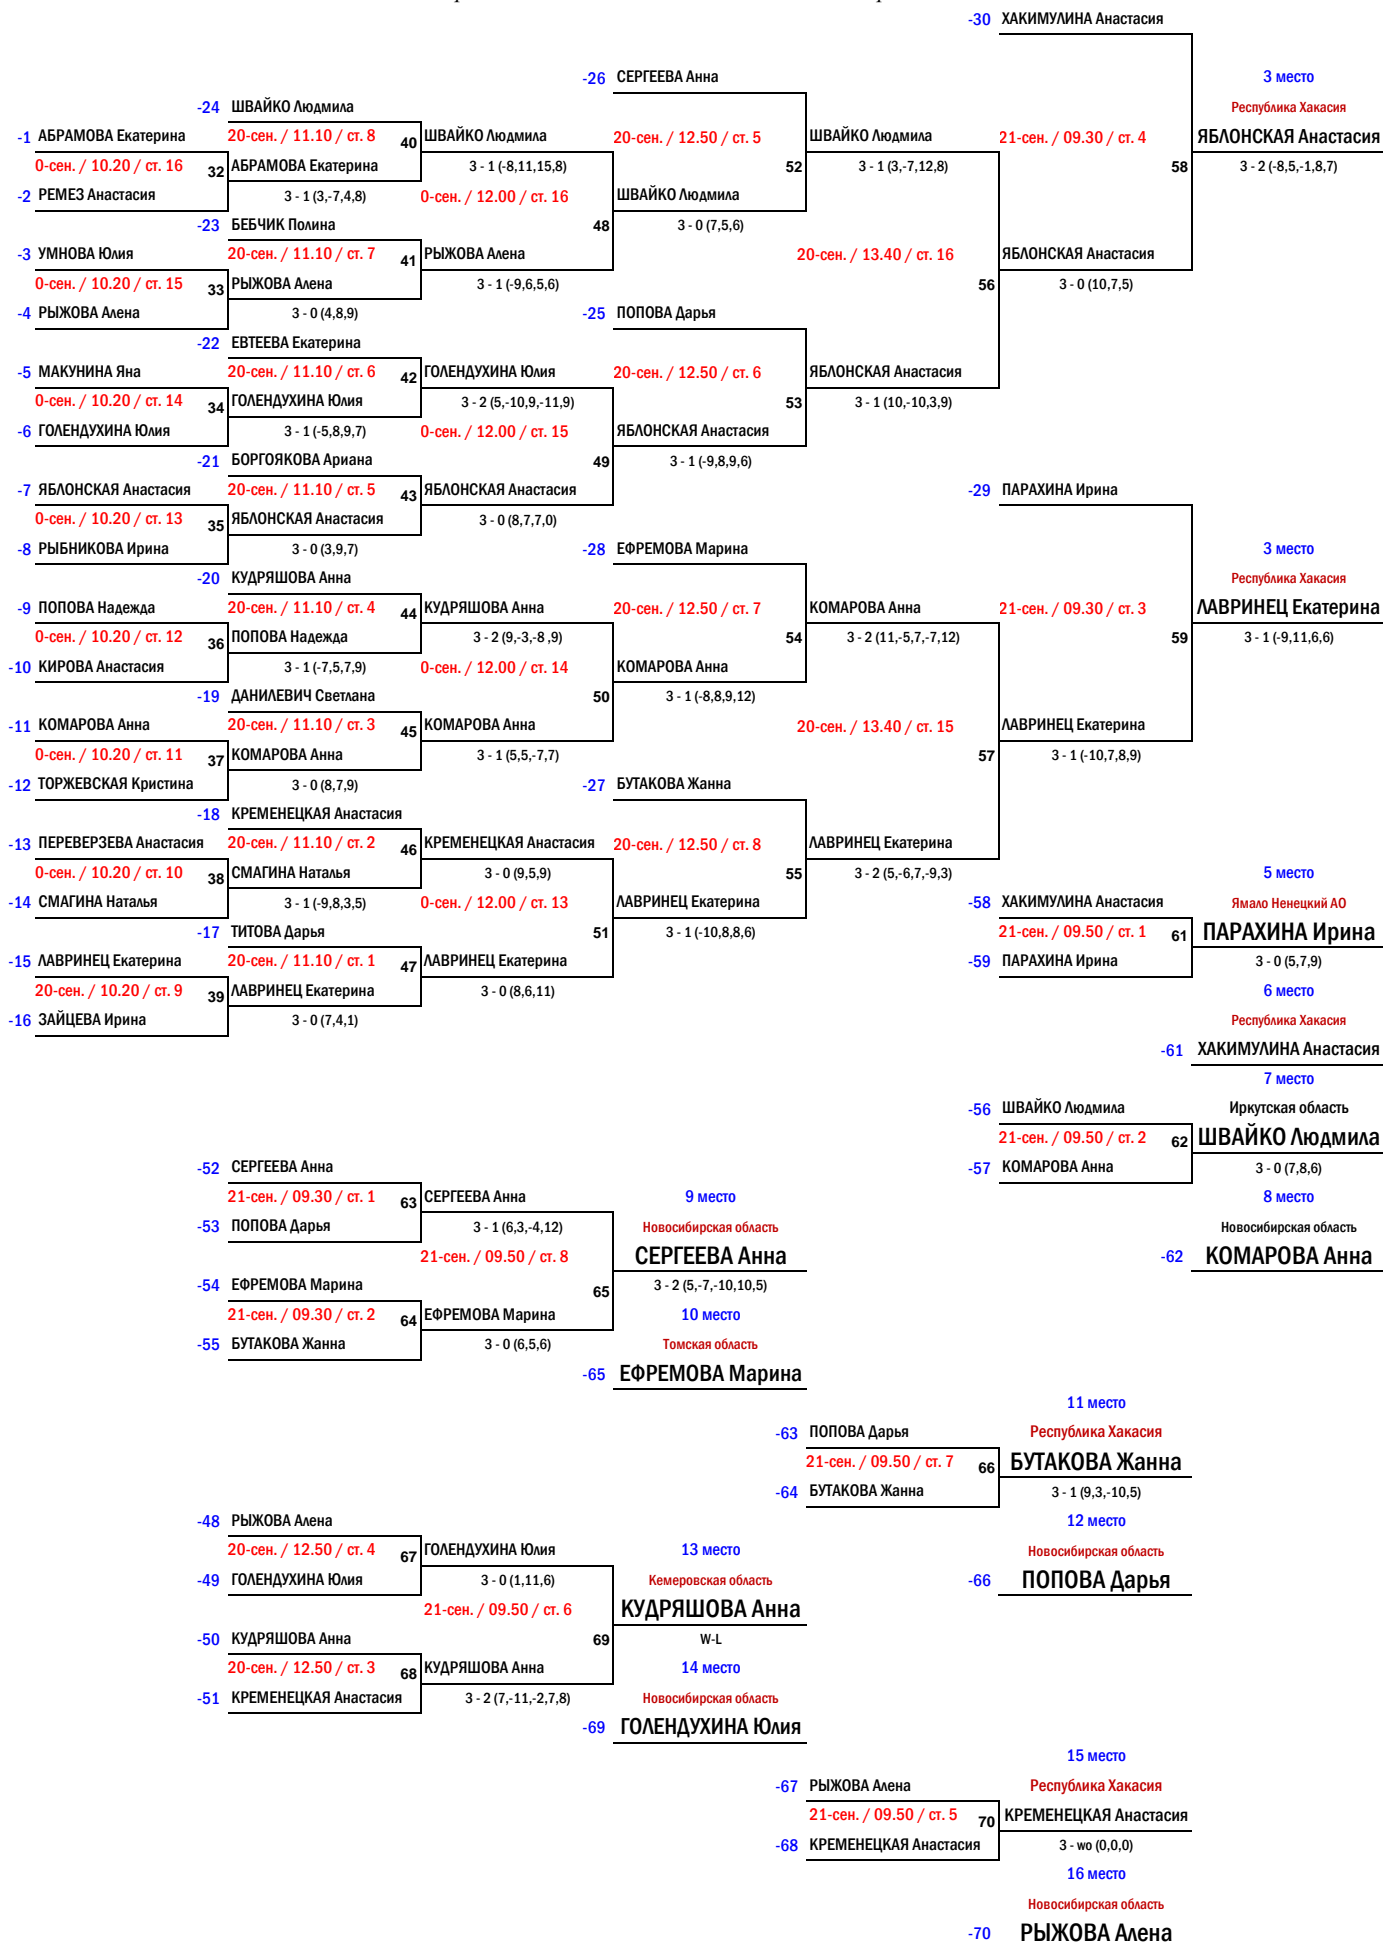 -30 ХАКИМУЛИНА Анастасия
-26 СЕРГЕЕВА Анна
3 место
-24 ШВАЙКО Людмила
Республика Хакасия
-1 АБРАМОВА Екатерина
20-сен. / 11.10 / ст. 8
40
ШВАЙКО Людмила
20-сен. / 12.50 / ст. 5
ШВАЙКО Людмила
21-сен. / 09.30 / ст. 4
ЯБЛОНСКАЯ Анастасия
0-сен. / 10.20 / ст. 16
32
АБРАМОВА Екатерина
3 - 1 (-8,11,15,8)
52
3 - 1 (3,-7,12,8)
58
3 - 2 (-8,5,-1,8,7)
-2 РЕМЕЗ Анастасия
3 - 1 (3,-7,4,8)
0-сен. / 12.00 / ст. 16
ШВАЙКО Людмила
-23 БЕБЧИК Полина
48
3 - 0 (7,5,6)
-3 УМНОВА Юлия
20-сен. / 11.10 / ст. 7
41
РЫЖОВА Алена
20-сен. / 13.40 / ст. 16
ЯБЛОНСКАЯ Анастасия
0-сен. / 10.20 / ст. 15
33
РЫЖОВА Алена
3 - 1 (-9,6,5,6)
56
3 - 0 (10,7,5)
-4 РЫЖОВА Алена
3 - 0 (4,8,9)
-25 ПОПОВА Дарья
-22 ЕВТЕЕВА Екатерина
-5 МАКУНИНА Яна
20-сен. / 11.10 / ст. 6
42
ГОЛЕНДУХИНА Юлия
20-сен. / 12.50 / ст. 6
ЯБЛОНСКАЯ Анастасия
0-сен. / 10.20 / ст. 14
34
ГОЛЕНДУХИНА Юлия
3 - 2 (5,-10,9,-11,9)
53
3 - 1 (10,-10,3,9)
-6 ГОЛЕНДУХИНА Юлия
3 - 1 (-5,8,9,7)
0-сен. / 12.00 / ст. 15
ЯБЛОНСКАЯ Анастасия
-21 БОРГОЯКОВА Ариана
49
3 - 1 (-9,8,9,6)
-7 ЯБЛОНСКАЯ Анастасия
20-сен. / 11.10 / ст. 5
43
ЯБЛОНСКАЯ Анастасия
-29 ПАРАХИНА Ирина
0-сен. / 10.20 / ст. 13
35
ЯБЛОНСКАЯ Анастасия
3 - 0 (8,7,7,0)
-8 РЫБНИКОВА Ирина
3 - 0 (3,9,7)
-28 ЕФРЕМОВА Марина
3 место
-20 КУДРЯШОВА Анна
Республика Хакасия
-9 ПОПОВА Надежда
20-сен. / 11.10 / ст. 4
44
КУДРЯШОВА Анна
20-сен. / 12.50 / ст. 7
КОМАРОВА Анна
21-сен. / 09.30 / ст. 3
ЛАВРИНЕЦ Екатерина
0-сен. / 10.20 / ст. 12
36
ПОПОВА Надежда
3 - 2 (9,-3,-8 ,9)
54
3 - 2 (11,-5,7,-7,12)
59
3 - 1 (-9,11,6,6)
-10 КИРОВА Анастасия
3 - 1 (-7,5,7,9)
0-сен. / 12.00 / ст. 14
КОМАРОВА Анна
-19 ДАНИЛЕВИЧ Светлана
50
3 - 1 (-8,8,9,12)
-11 КОМАРОВА Анна
20-сен. / 11.10 / ст. 3
45
КОМАРОВА Анна
20-сен. / 13.40 / ст. 15
ЛАВРИНЕЦ Екатерина
0-сен. / 10.20 / ст. 11
37
КОМАРОВА Анна
3 - 1 (5,5,-7,7)
57
3 - 1 (-10,7,8,9)
-12 ТОРЖЕВСКАЯ Кристина
3 - 0 (8,7,9)
-27 БУТАКОВА Жанна
-18 КРЕМЕНЕЦКАЯ Анастасия
-13 ПЕРЕВЕРЗЕВА Анастасия
20-сен. / 11.10 / ст. 2
46
КРЕМЕНЕЦКАЯ Анастасия
20-сен. / 12.50 / ст. 8
ЛАВРИНЕЦ Екатерина
0-сен. / 10.20 / ст. 10
38
СМАГИНА Наталья
3 - 0 (9,5,9)
55
3 - 2 (5,-6,7,-9,3)
5 место
-14 СМАГИНА Наталья
3 - 1 (-9,8,3,5)
0-сен. / 12.00 / ст. 13
ЛАВРИНЕЦ Екатерина
-58 ХАКИМУЛИНА Анастасия
Ямало Ненецкий АО
-17 ТИТОВА Дарья
51
3 - 1 (-10,8,8,6)
21-сен. / 09.50 / ст. 1
61
ПАРАХИНА Ирина
-15 ЛАВРИНЕЦ Екатерина
20-сен. / 11.10 / ст. 1
47
ЛАВРИНЕЦ Екатерина
-59 ПАРАХИНА Ирина
3 - 0 (5,7,9)
20-сен. / 10.20 / ст. 9
39
ЛАВРИНЕЦ Екатерина
3 - 0 (8,6,11)
6 место
-16 ЗАЙЦЕВА Ирина
3 - 0 (7,4,1)
Республика Хакасия
-61 ХАКИМУЛИНА Анастасия
7 место
-56 ШВАЙКО Людмила
Иркутская область
21-сен. / 09.50 / ст. 2
62
ШВАЙКО Людмила
-52 СЕРГЕЕВА Анна
-57 КОМАРОВА Анна
3 - 0 (7,8,6)
21-сен. / 09.30 / ст. 1
63
СЕРГЕЕВА Анна
9 место
8 место
-53 ПОПОВА Дарья
3 - 1 (6,3,-4,12)
Новосибирская область
Новосибирская область
21-сен. / 09.50 / ст. 8
СЕРГЕЕВА Анна
-62 КОМАРОВА Анна
-54 ЕФРЕМОВА Марина
65
3 - 2 (5,-7,-10,10,5)
21-сен. / 09.30 / ст. 2
64
ЕФРЕМОВА Марина
10 место
-55 БУТАКОВА Жанна
3 - 0 (6,5,6)
Томская область
-65 ЕФРЕМОВА Марина
11 место
-63 ПОПОВА Дарья
Республика Хакасия
21-сен. / 09.50 / ст. 7
66
БУТАКОВА Жанна
-64 БУТАКОВА Жанна
3 - 1 (9,3,-10,5)
-48 РЫЖОВА Алена
12 место
20-сен. / 12.50 / ст. 4
67
ГОЛЕНДУХИНА Юлия
13 место
Новосибирская область
-49 ГОЛЕНДУХИНА Юлия
3 - 0 (1,11,6)
Кемеровская область
-66 ПОПОВА Дарья
21-сен. / 09.50 / ст. 6
КУДРЯШОВА Анна
-50 КУДРЯШОВА Анна
69
W-L
20-сен. / 12.50 / ст. 3
68
КУДРЯШОВА Анна
14 место
-51 КРЕМЕНЕЦКАЯ Анастасия
3 - 2 (7,-11,-2,7,8)
Новосибирская область
-69 ГОЛЕНДУХИНА Юлия
15 место
-67 РЫЖОВА Алена
Республика Хакасия
21-сен. / 09.50 / ст. 5
70
КРЕМЕНЕЦКАЯ Анастасия
-68 КРЕМЕНЕЦКАЯ Анастасия
3 - wo (0,0,0)
16 место
Новосибирская область
-70 РЫЖОВА Алена